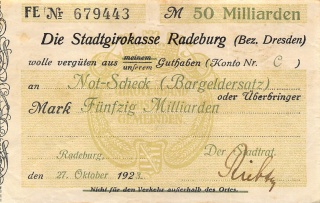 FE № 679443 M 50 Milliarden
Die Stadtgirokasse Radeburg (Bez. Dresden)
wolle vergüten aus meinem
unserem Guthaben (Konto Nr. C )
an Not-Scheck (Bargeldersatz) oder Überbringer
Mark Fünfzig Milliarden
GEMEINDEN
Radeburg, Der Stadtrat
den 27. Oktober 1923.
Nicht für den Verkehr ausserhalb des Ortes.